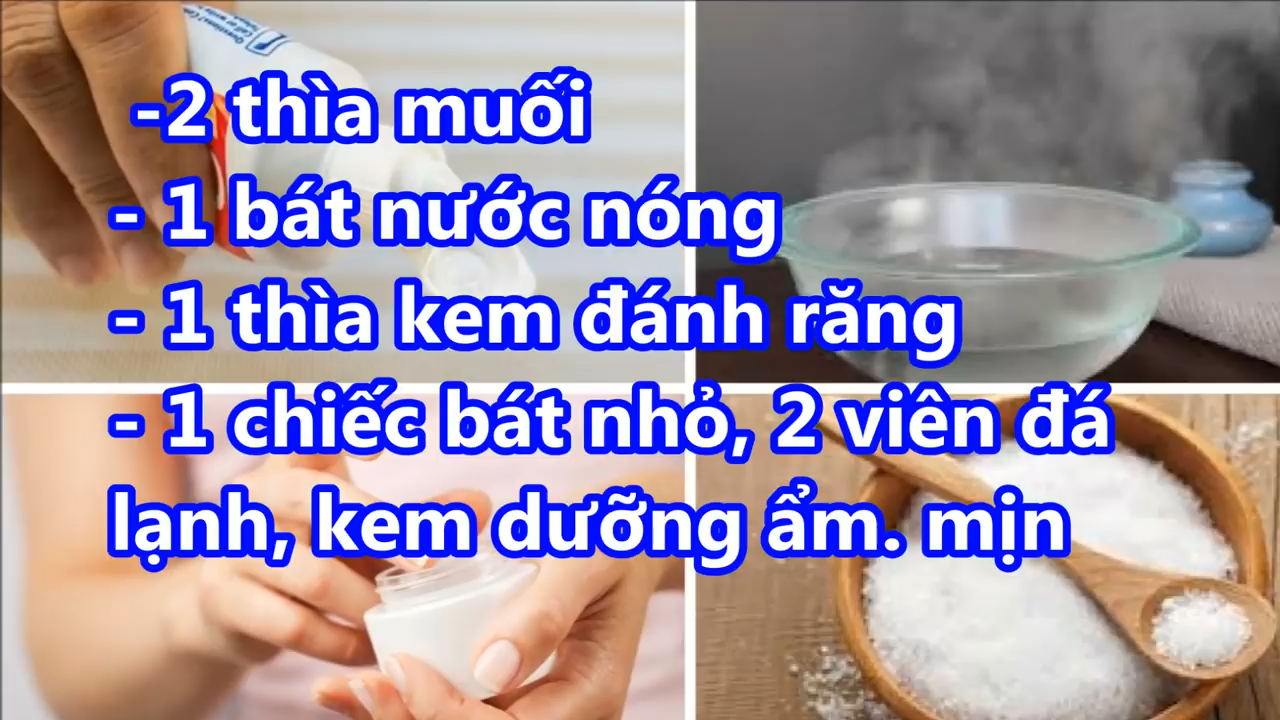 -2 thìa muối
- 1 bát nước nóng
- 1 thìa kem đánh răng
- 1 chiếc bát nhỏ, 2 viên đá
lạnh, kem dưỡng ẩm. mịn